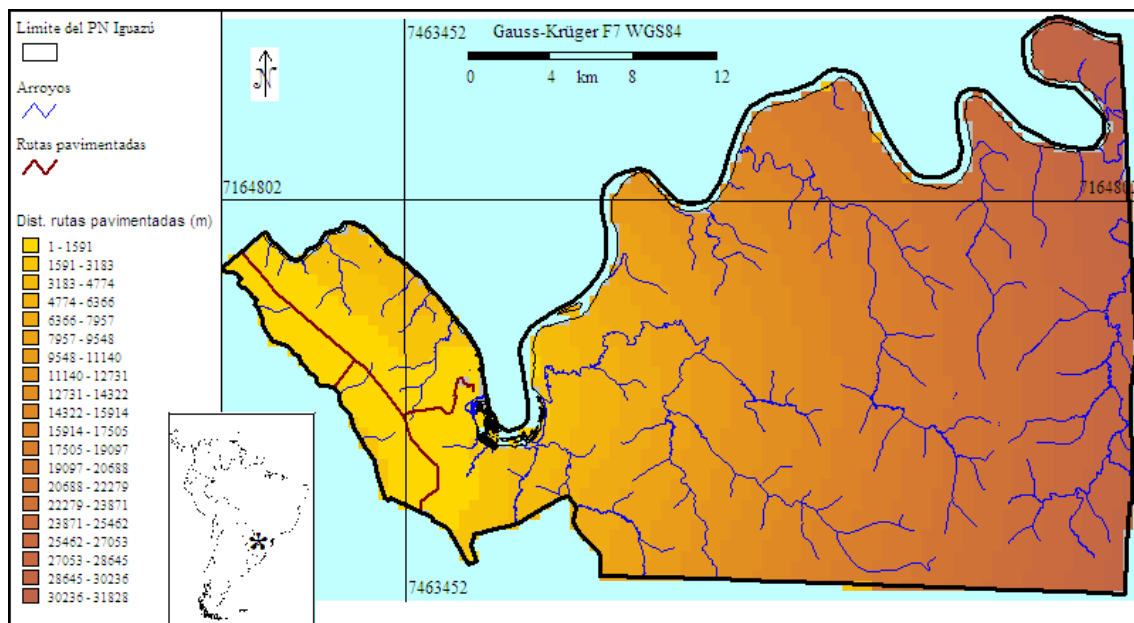 Límite del PN Iguazú
Arroyos
Rutas pavimentadas
Dist. rutas pavimentadas (m)
1 - 1591
1591 - 3183
3183 - 4774
4774 - 6366
6366 - 7957
7957 - 9548
9548 - 11140
11140 - 12731
12731 - 14322
14322 - 15914
15914 - 17505
17505 - 19097
19097 - 20688
20688 - 22279
22279 - 23871
23871 - 25462
25462 - 27053
27053 - 28645
28645 - 30236
30236 - 31828
N
7463452
Gauss-Krüger F7 WGS84
0 4 km 8 12
7164802
7164802
7463452